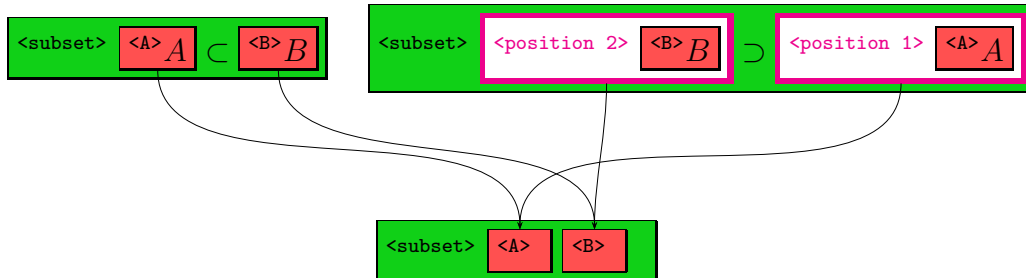 <subset> <A> A ⊂ <B> B
<subset> <position 2> <B> B ⊃ <position 1> <A> A
<subset> <A> <B>